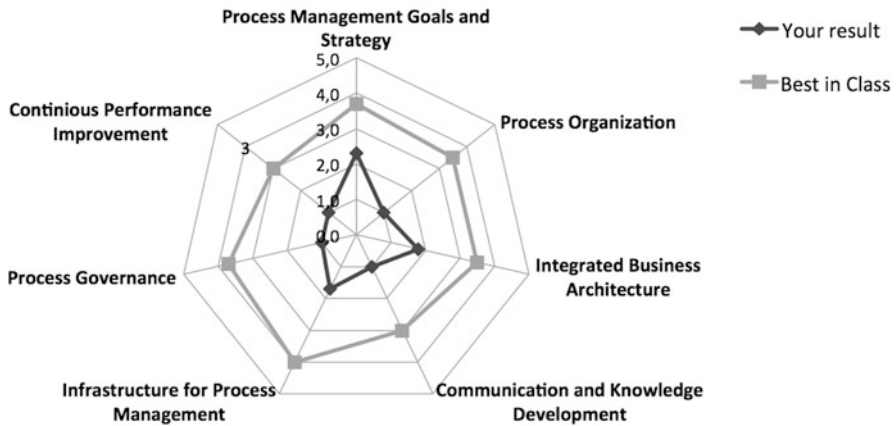 Process Management Goals and
Strategy
Your result
Best in Class
5,0
4,0
3,0
2,0
1,0
0,0
3
Continious Performance
Improvement
Process Organization
Process Governance
Integrated Business
Architecture
Infrastructure for Process
Management
Communication and Knowledge
Development